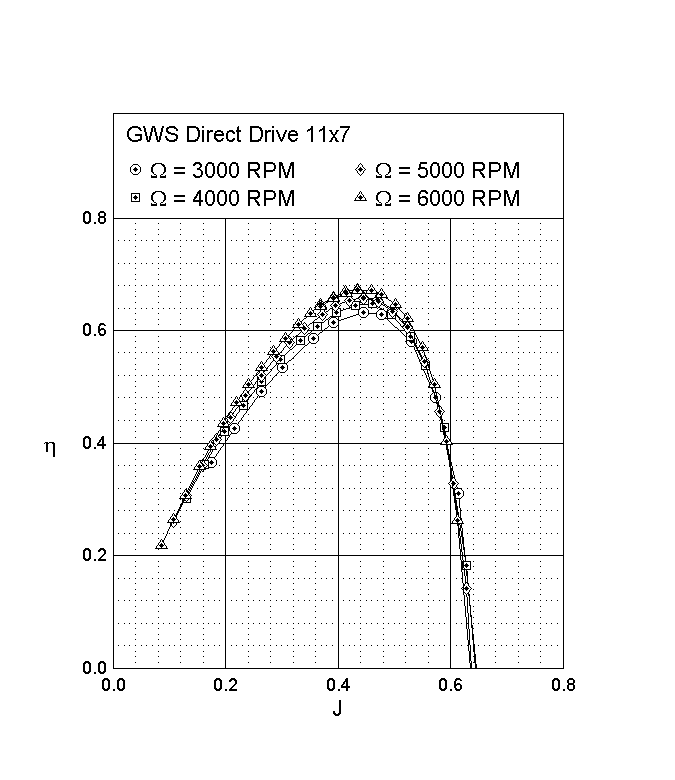 GWS Direct Drive 11x7
Ω = 3000 RPM
Ω = 5000 RPM
Ω = 4000 RPM
Ω = 6000 RPM
0.8
0.6
0.4
η
0.2
0.0
0.0 0.2 0.4 0.6 0.8
J